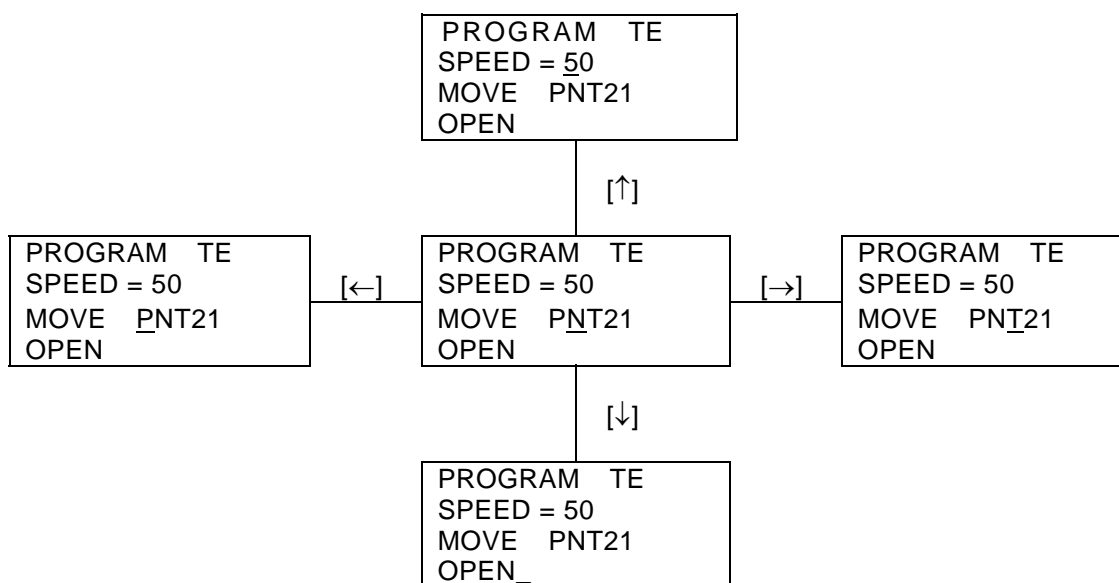 PROGRAM TE
SPEED = 50
MOVE PNT21
OPEN
[↑]
PROGRAM TE
SPEED = 50
MOVE PNT21
OPEN
[←]
PROGRAM TE
SPEED = 50
MOVE PNT21
OPEN
[→]
PROGRAM TE
SPEED = 50
MOVE PNT21
OPEN
[↓]
PROGRAM TE
SPEED = 50
MOVE PNT21
OPEN_